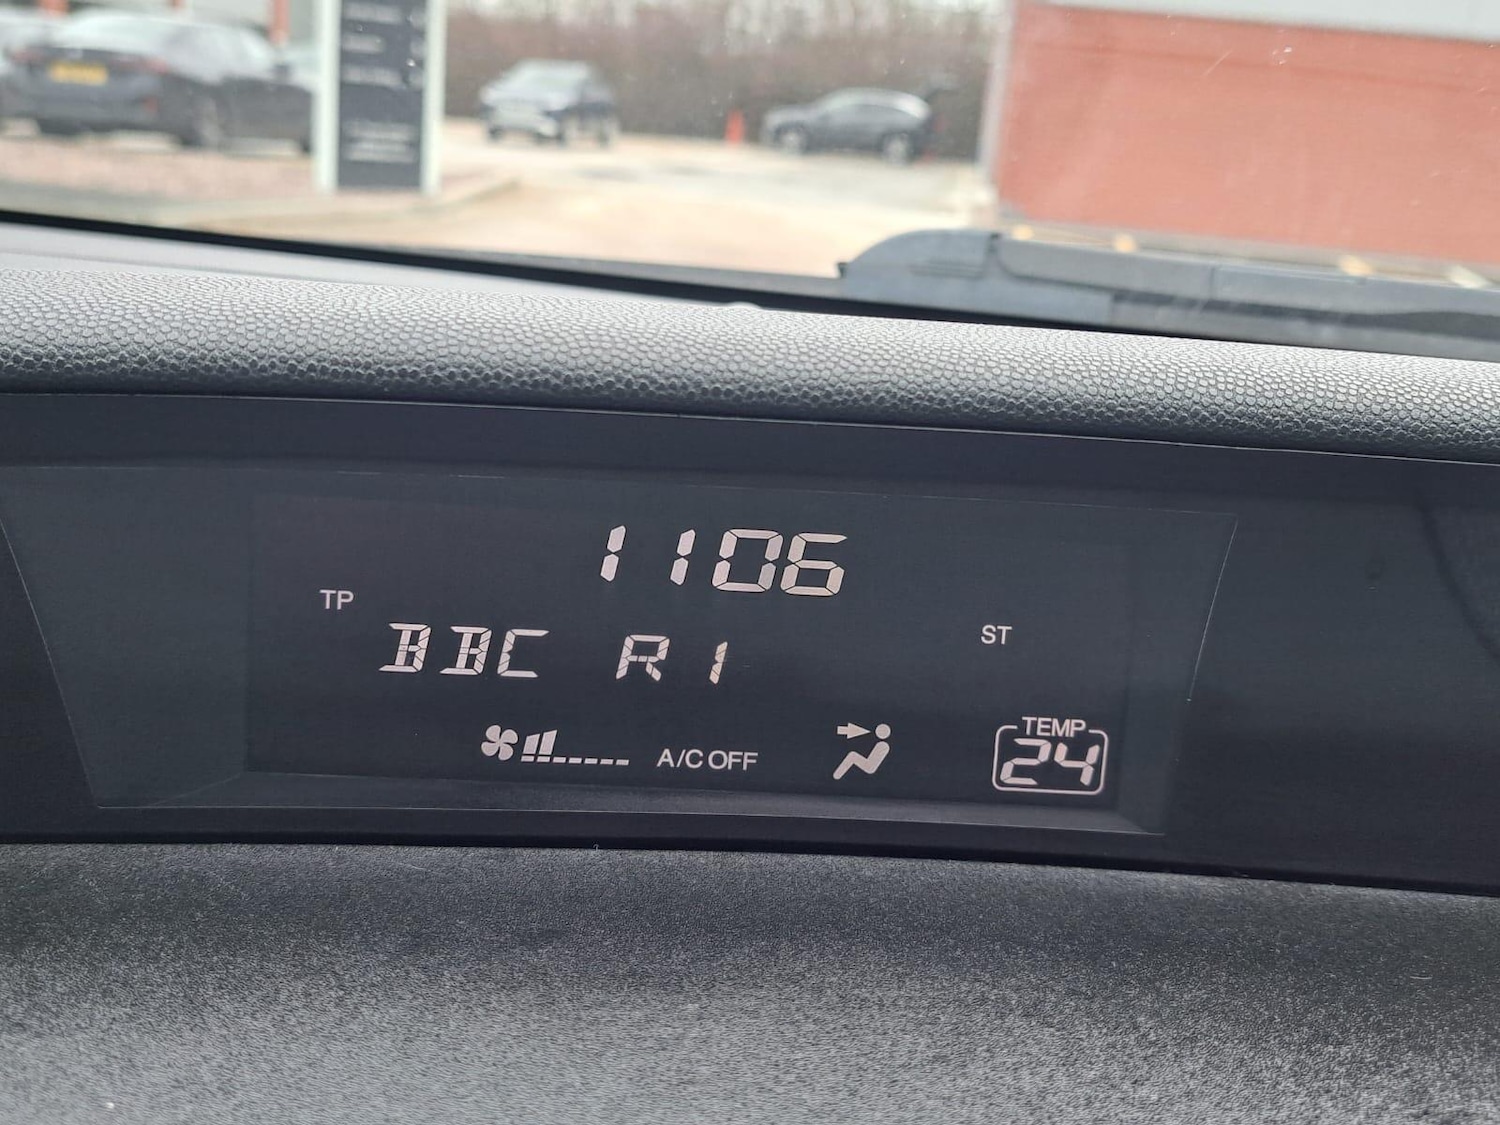 1106
TP
BBC R1
ST
A/C OFF
TEMP
24